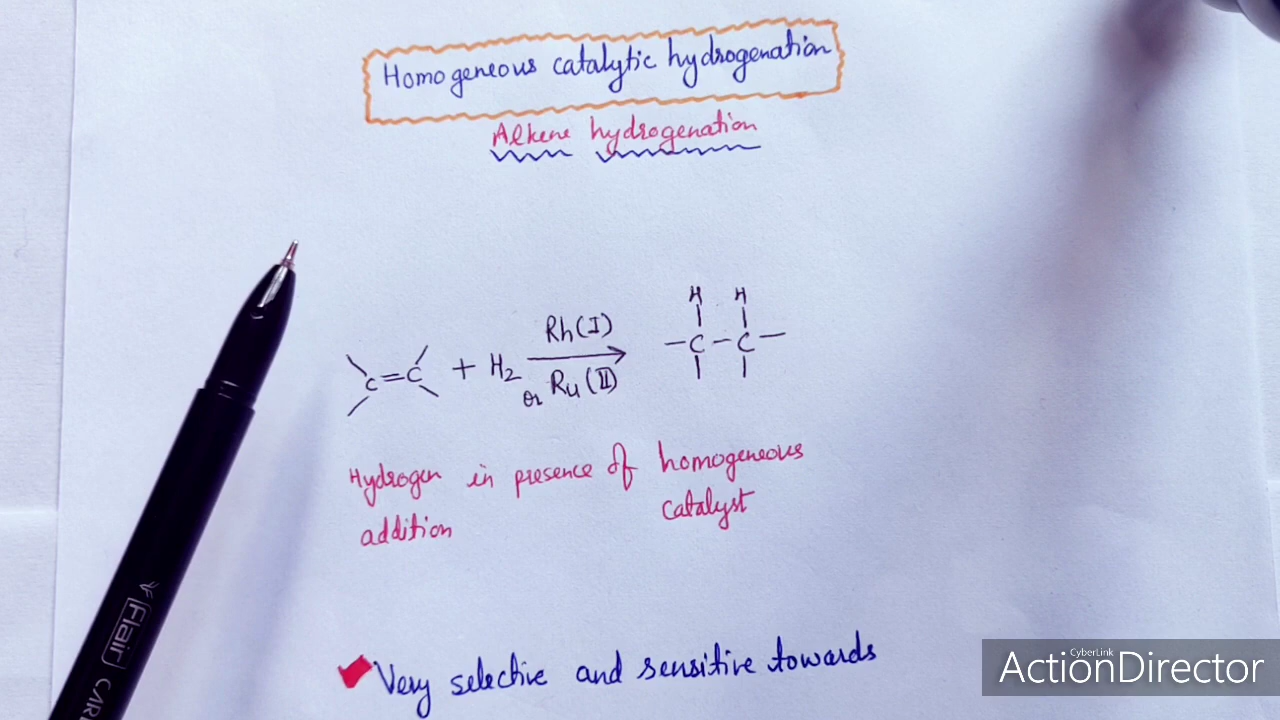 Homogeneous catalytic hydrogenation
Alkene hydrogenation
C=C + H₂ Rh(I) or Ru(II) H H -C-C-
Hydrogen in presence of homogeneous
addition catalyst
Very selective and sensitive towards
Flair
CyberLink
ActionDirector